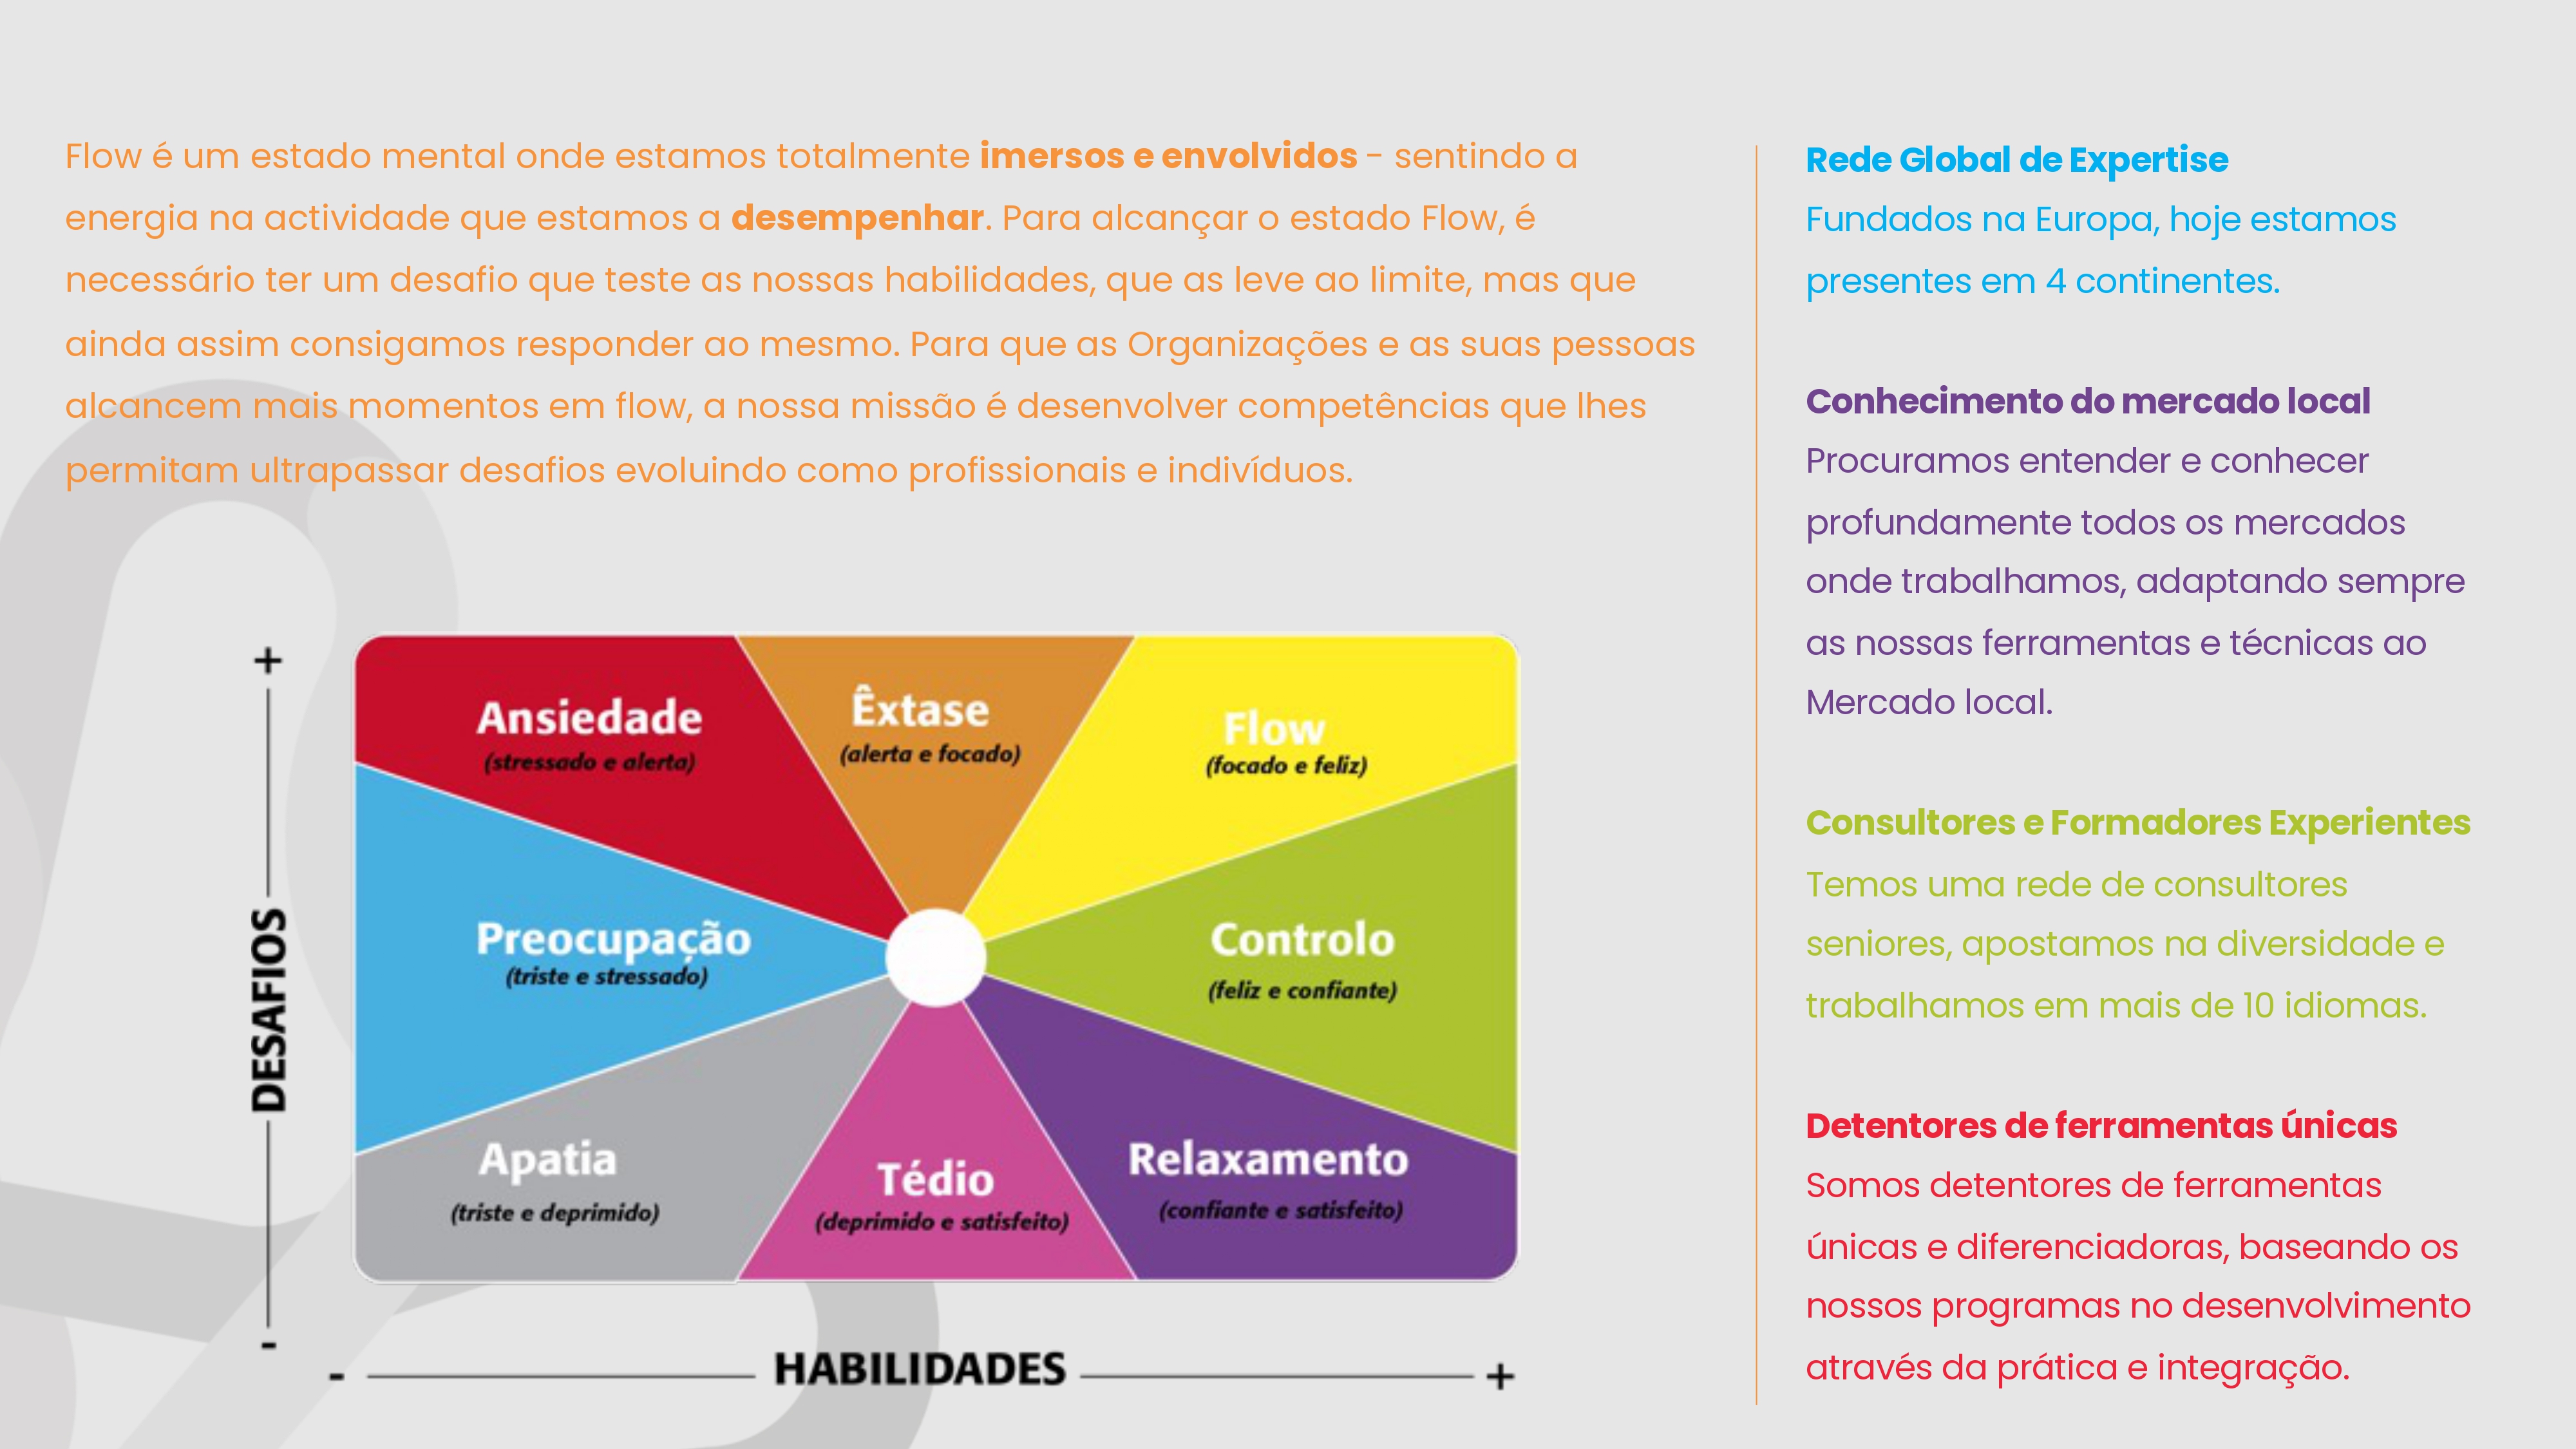 Flow é um estado mental onde estamos totalmente imersos e envolvidos - sentindo a
energia na actividade que estamos a desempenhar. Para alcançar o estado Flow, é
necessário ter um desafio que teste as nossas habilidades, que as leve ao limite, mas que
ainda assim consigamos responder ao mesmo. Para que as Organizações e as suas pessoas
alcancem mais momentos em flow, a nossa missão é desenvolver competências que lhes
permitam ultrapassar desafios evoluindo como profissionais e indivíduos.
+
DESAFIOS
-
Ansiedade
(stressado e alerta)
Êxtase
(alerta e focado)
Flow
(focado e feliz)
Preocupação
(triste e stressado)
Controlo
(feliz e confiante)
Apatia
(triste e deprimido)
Tédio
(deprimido e satisfeito)
Relaxamento
(confiante e satisfeito)
- HABILIDADES +
Rede Global de Expertise
Fundados na Europa, hoje estamos
presentes em 4 continentes.
Conhecimento do mercado local
Procuramos entender e conhecer
profundamente todos os mercados
onde trabalhamos, adaptando sempre
as nossas ferramentas e técnicas ao
Mercado local.
Consultores e Formadores Experientes
Temos uma rede de consultores
seniores, apostamos na diversidade e
trabalhamos em mais de 10 idiomas.
Detentores de ferramentas únicas
Somos detentores de ferramentas
únicas e diferenciadoras, baseando os
nossos programas no desenvolvimento
através da prática e integração.